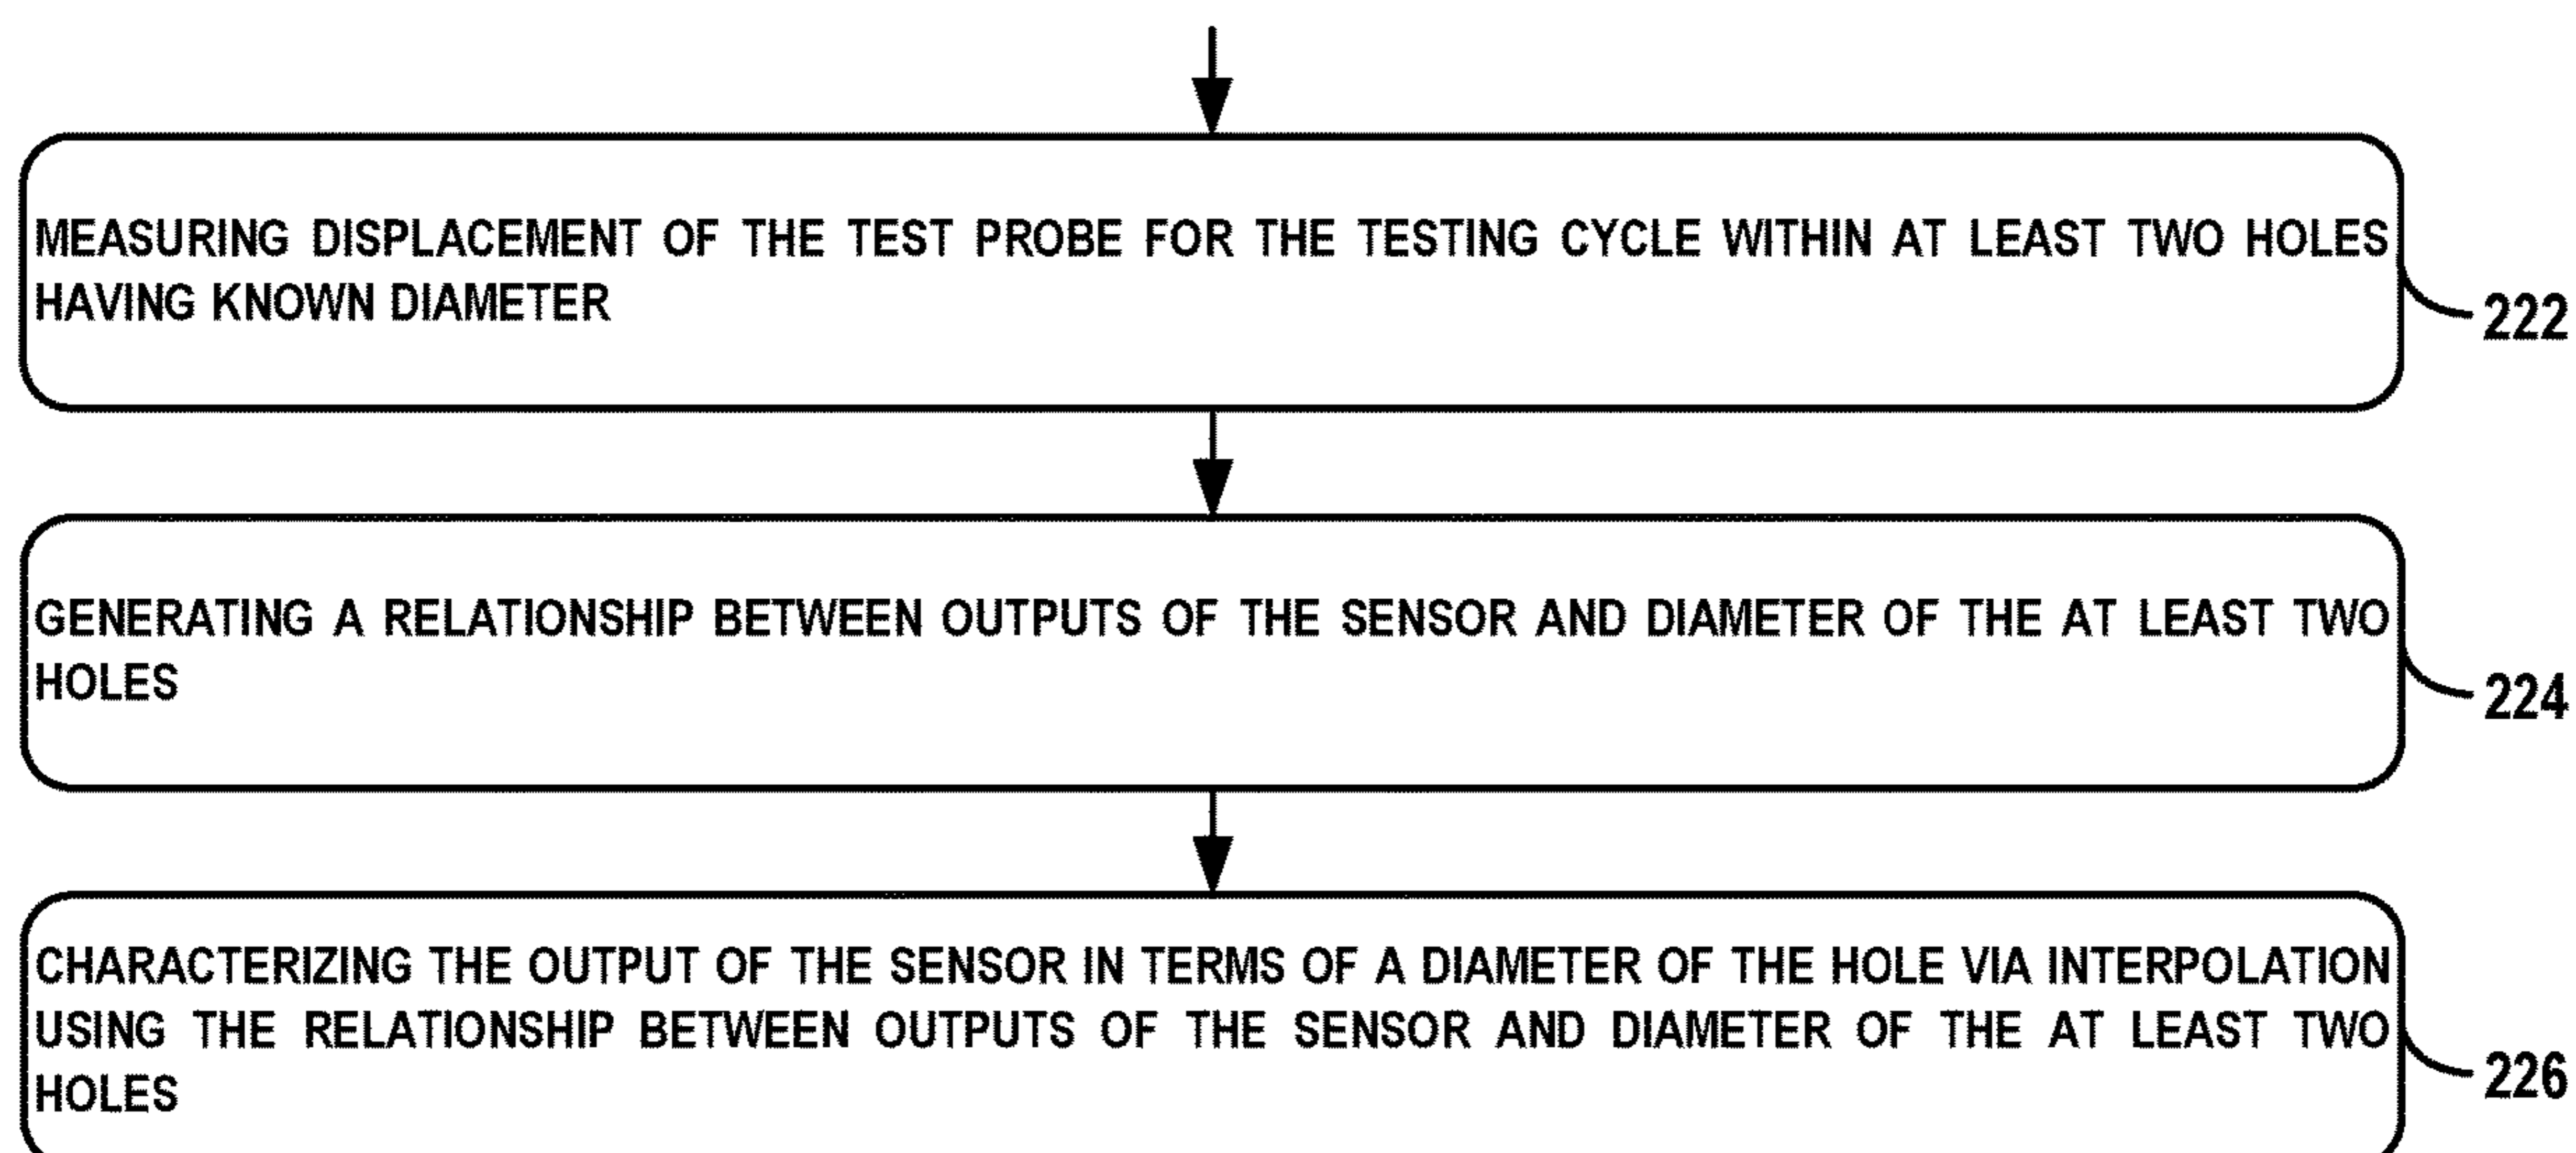 MEASURING DISPLACEMENT OF THE TEST PROBE FOR THE TESTING CYCLE WITHIN AT LEAST TWO HOLES
HAVING KNOWN DIAMETER
222
GENERATING A RELATIONSHIP BETWEEN OUTPUTS OF THE SENSOR AND DIAMETER OF THE AT LEAST TWO
HOLES
224
CHARACTERIZING THE OUTPUT OF THE SENSOR IN TERMS OF A DIAMETER OF THE HOLE VIA INTERPOLATION
USING THE RELATIONSHIP BETWEEN OUTPUTS OF THE SENSOR AND DIAMETER OF THE AT LEAST TWO
HOLES
226